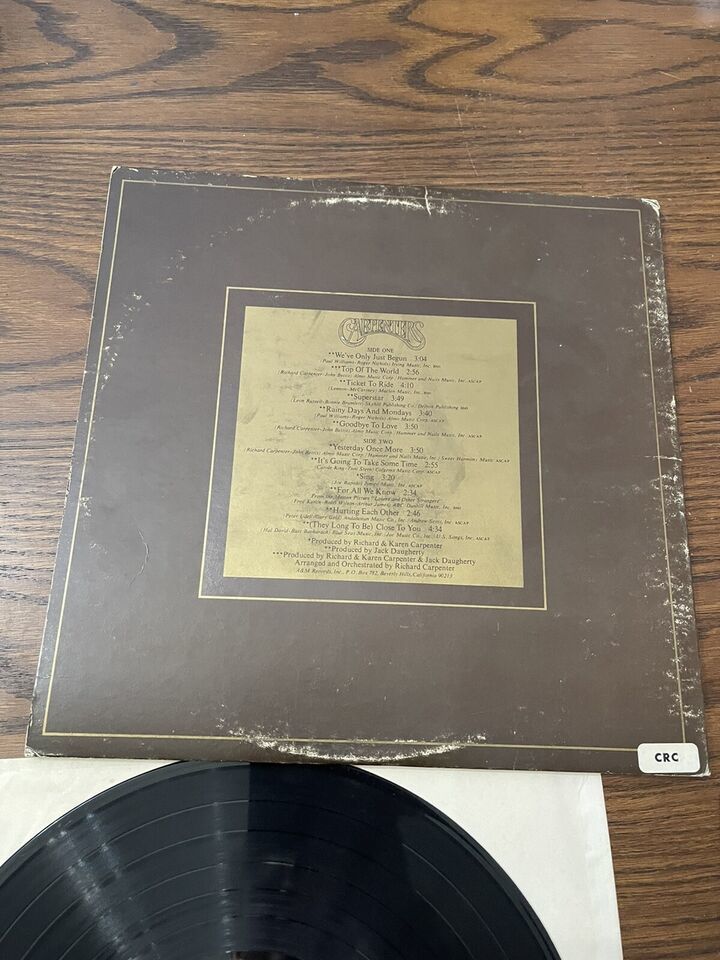 CARPENTERS
SIDE ONE
**We've Only Just Begun 3:04
Paul Williams-Roger Nichols/Irving Music, Inc. BMI
***Top Of The World 2:56
Richard Carpenter-John Bettis/Almo Music Corp./Hammer and Nails Music, Inc. ASCAP
**Ticket To Ride 4:10
(Lennon-McCartney) Maclen Music, Inc. BMI
**Superstar 3:49
(Leon Russell-Bonnie Bramlett) Skyhill Publishing Co./Delbon Publishing BMI
**Rainy Days And Mondays 3:40
(Paul Williams-Roger Nichols) Almo Music Corp. ASCAP
**Goodbye To Love 3:50
(Richard Carpenter-John Bettis) Almo Music Corp./Hammer and Nails Music, Inc. ASCAP
SIDE TWO
*Yesterday Once More 3:50
Richard Carpenter-John Bettis) Almo Music Corp./Hammer and Nails Music, Inc./Sweet Harmony Music ASCAP
**It's Going To Take Some Time 2:55
(Carole King-Toni Stern) Colgems Music Corp. ASCAP
*Sing 3:20
(Joe Raposo) Jonico Music, Inc. ASCAP
**For All We Know 2:34
From the Motion Picture "Lovers and Other Strangers"
Fred Karlin-Robb Wilson-Arthur James) ABC Dunhill Music, Inc. BMI
**Hurting Each Other 2:46
Peter Udell-Gary Geld) Andalusian Music Co., Inc./Andrew Scott, Inc. ASCAP
**(They Long To Be) Close To You 4:34
(Hal David-Burt Bacharach) Blue Seas Music, Inc./Jac Music Co., Inc./U.S. Songs, Inc. ASCAP
*Produced by Richard & Karen Carpenter
**Produced by Jack Daugherty
***Produced by Richard & Karen Carpenter & Jack Daugherty
Arranged and Orchestrated by Richard Carpenter
A&M Records, Inc., P.O. Box 782, Beverly Hills, California 90213
CRC